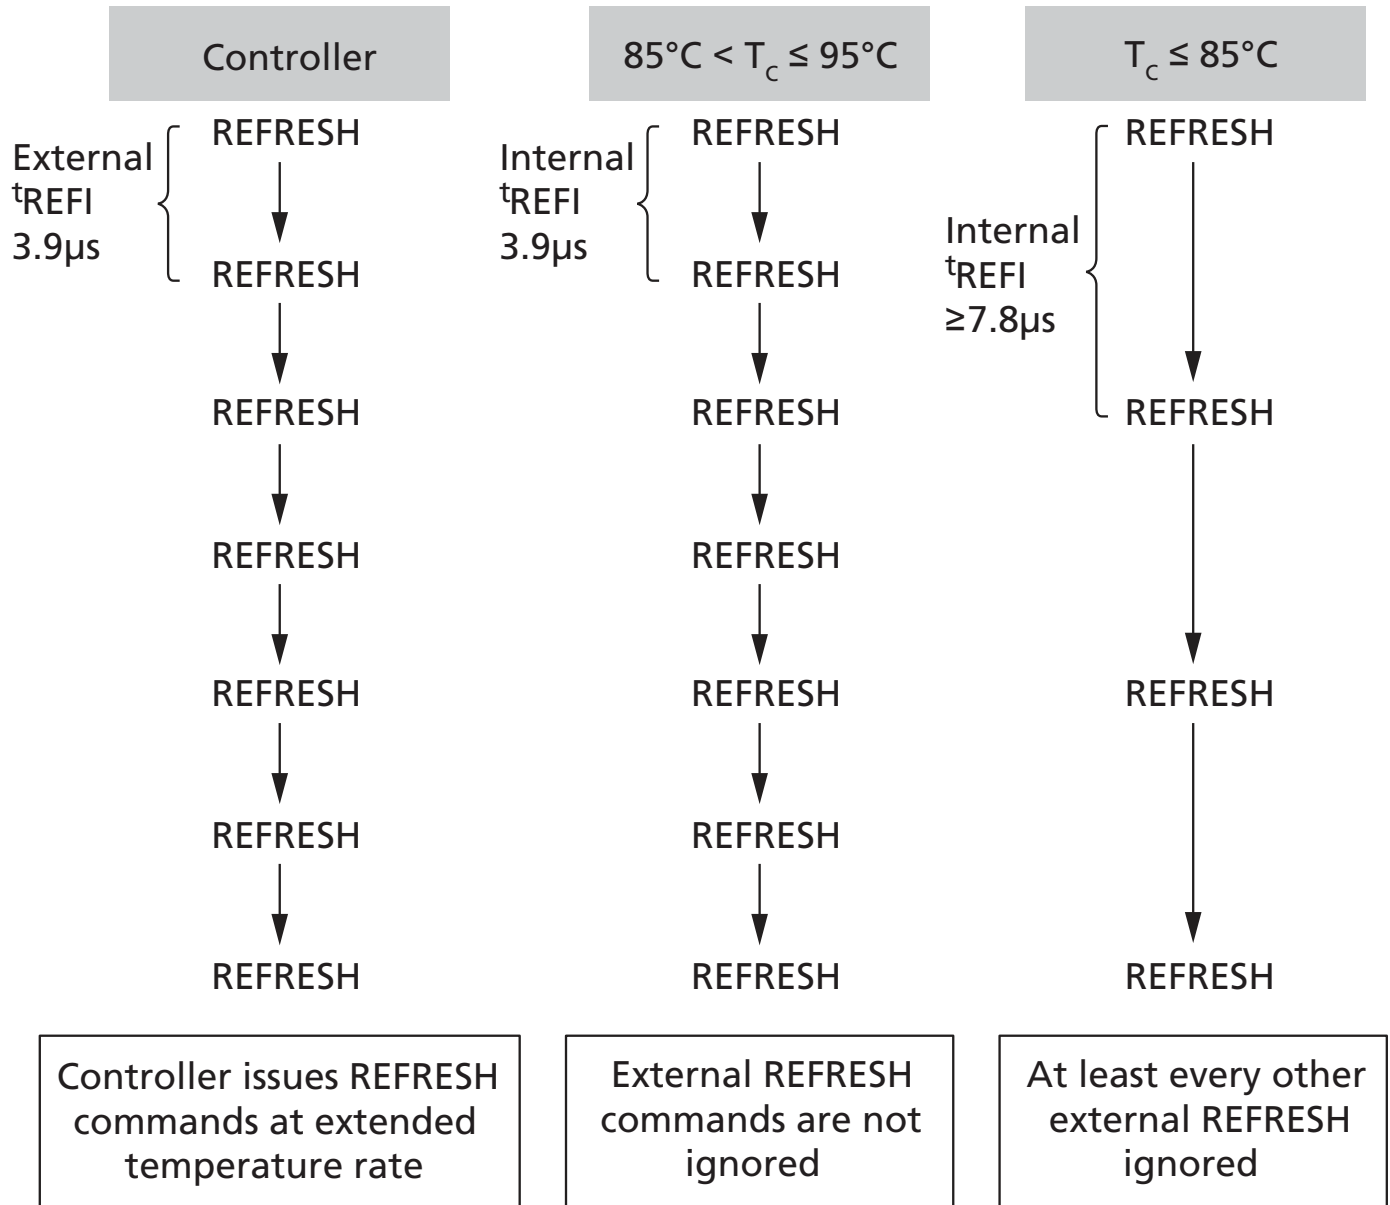 Controller
85°C < TC ≤ 95°C
TC ≤ 85°C
External
tREFI
3.9µs
REFRESH
REFRESH
REFRESH
REFRESH
REFRESH
REFRESH
REFRESH
Internal
tREFI
3.9µs
REFRESH
REFRESH
REFRESH
REFRESH
REFRESH
REFRESH
REFRESH
Internal
tREFI
≥7.8µs
REFRESH
REFRESH
REFRESH
REFRESH
Controller issues REFRESH
commands at extended
temperature rate
External REFRESH
commands are not
ignored
At least every other
external REFRESH
ignored